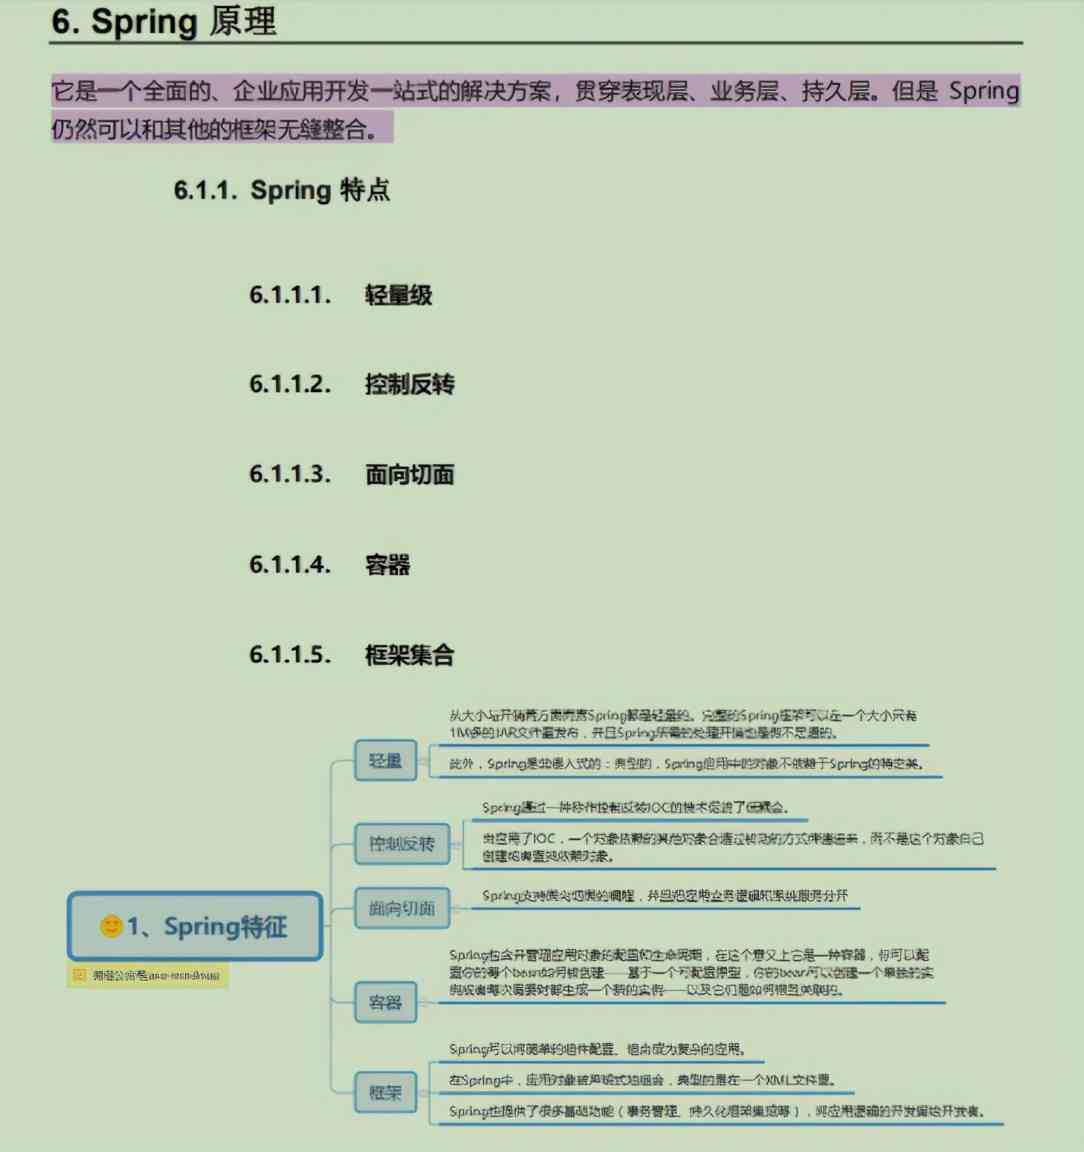 6. Spring 原理
它是一个全面的、企业应用开发一站式的解决方案，贯穿表现层、业务层、持久层。但是 Spring
仍然可以和其他的框架无缝整合。
6.1.1. Spring 特点
6.1.1.1. 轻量级
6.1.1.2. 控制反转
6.1.1.3. 面向切面
6.1.1.4. 容器
6.1.1.5. 框架集合
1、Spring特征
轻量
从大小与开销两方面而言Spring都是轻量的。完整的Spring框架可以在一个大小只有
1M多的JAR文件里发布，并且Spring所需的处理开销也是微不足道的。
此外，Spring是非侵入式的：典型的，Spring应用中的对象不依赖于Spring的特定类。
控制反转
Spring通过一种称作控制反转IOC的技术促进了低耦合。
当应用了IOC，一个对象依赖的其他对象会通过被动的方式传递进来，而不是这个对象自己
创建或者查找依赖对象。
面向切面
Spring支持面向切面的编程，并且把应用业务逻辑和系统服务分开
容器
Spring包含并管理应用对象的配置和生命周期，在这个意义上它是一种容器，你可以配
置你的每个bean如何被创建——基于一个可配置原型，你的bean可以创建一个单独的实
例或者每次需要时都生成一个新的实例——以及它们是如何相互关联的。
框架
Spring可以将简单的组件配置、组合成为复杂的应用。
在Spring中，应用对象被声明式地组合，典型的是在一个XML文件里。
Spring也提供了很多基础功能（事务管理、持久化框架集成等），将应用逻辑的开发留给开发者。